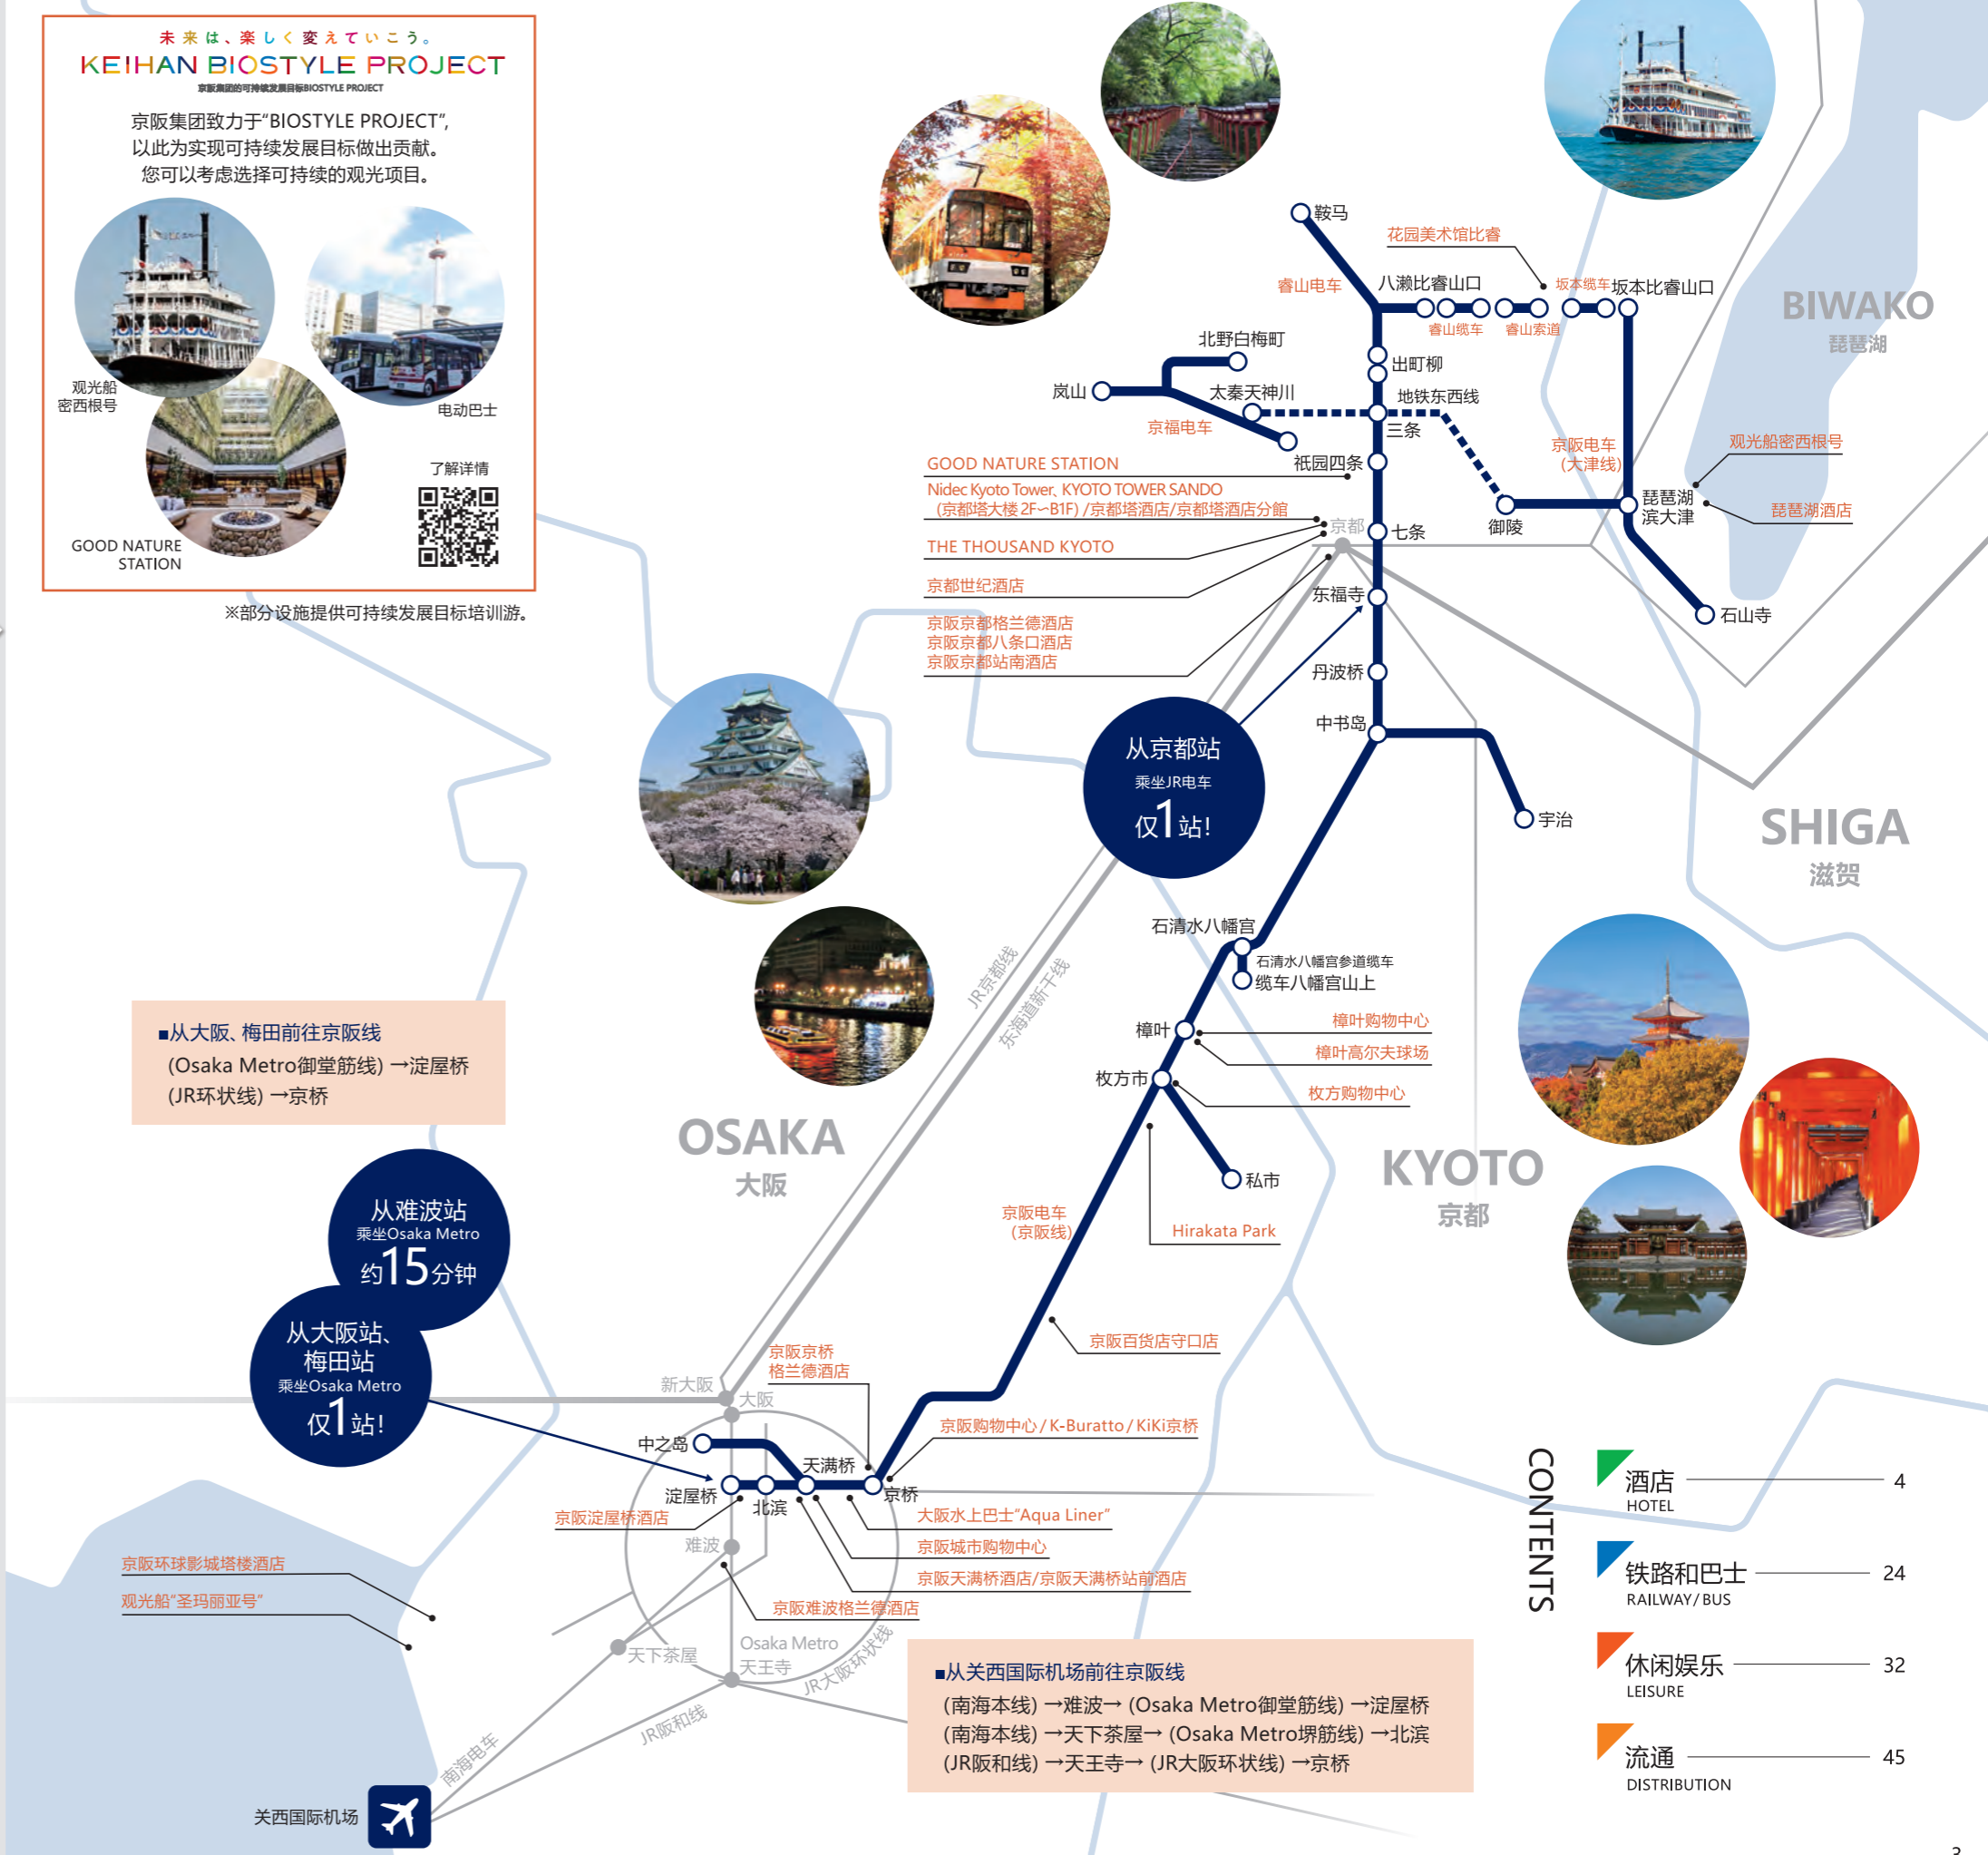 未来は、楽しく変えていこう。
KEIHAN BIOSTYLE PROJECT
京阪集团的可持续发展目标BIOSTYLE PROJECT
京阪集团致力于“BIOSTYLE PROJECT”,
以此为实现可持续发展目标做出贡献。
您可以考虑选择可持续的观光项目。
观光船
密西根号
电动巴士
GOOD NATURE
STATION
了解详情
※部分设施提供可持续发展目标培训游。
鞍马
花园美术馆比睿
睿山电车
八濑比睿山口
坂本缆车
坂本比睿山口
睿山缆车
睿山索道
BIWAKO
琵琶湖
北野白梅町
出町柳
岚山
太秦天神川
地铁东西线
三条
京福电车
京阪电车
(大津线)
观光船密西根号
GOOD NATURE STATION
祇园四条
Nidec Kyoto Tower、KYOTO TOWER SANDO
(京都塔大楼 2F～B1F) /京都塔酒店/京都塔酒店分館
京都
七条
御陵
琵琶湖
滨大津
琵琶湖酒店
THE THOUSAND KYOTO
京都世纪酒店
东福寺
石山寺
京阪京都格兰德酒店
京阪京都八条口酒店
京阪京都站南酒店
丹波桥
中书岛
从京都站
乘坐JR电车
仅1站!
宇治
SHIGA
滋贺
石清水八幡宫
石清水八幡宫参道缆车
缆车八幡宫山上
JR京都线
东海道新干线
樟叶
樟叶购物中心
樟叶高尔夫球场
枚方市
枚方购物中心
■从大阪、梅田前往京阪线
(Osaka Metro御堂筋线) →淀屋桥
(JR环状线) →京桥
OSAKA
大阪
KYOTO
京都
私市
京阪电车
(京阪线)
Hirakata Park
从难波站
乘坐Osaka Metro
约15分钟
从大阪站、
梅田站
乘坐Osaka Metro
仅1站!
京阪百货店守口店
京阪京桥
格兰德酒店
新大阪
大阪
京阪购物中心/K-Buratto/KiKi京桥
中之岛
天满桥
淀屋桥
北滨
京桥
京阪淀屋桥酒店
大阪水上巴士“Aqua Liner”
难波
京阪城市购物中心
京阪天满桥酒店/京阪天满桥站前酒店
京阪难波格兰德酒店
京阪环球影城塔楼酒店
观光船“圣玛丽亚号”
天下茶屋
Osaka Metro
天王寺
JR大阪环状线
JR阪和线
南海电车
关西国际机场
■从关西国际机场前往京阪线
(南海本线) →难波→ (Osaka Metro御堂筋线) →淀屋桥
(南海本线) →天下茶屋→ (Osaka Metro堺筋线) →北滨
(JR阪和线) →天王寺→ (JR大阪环状线) →京桥
CONTENTS
酒店 4
HOTEL
铁路和巴士 24
RAILWAY/BUS
休闲娱乐 32
LEISURE
流通 45
DISTRIBUTION
3